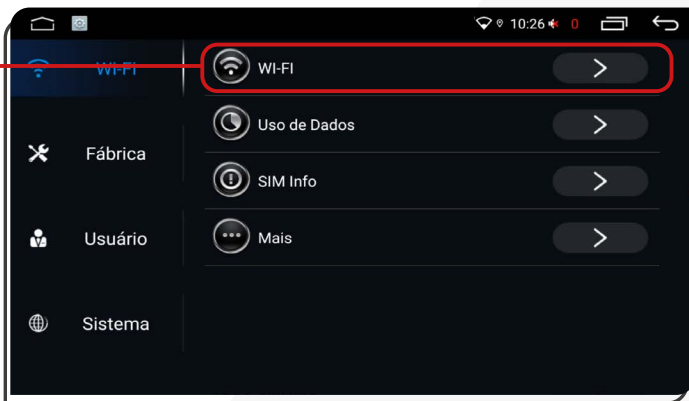 10:26 0
WI-FI
Fábrica
Usuário
Sistema
WI-FI
Uso de Dados
SIM Info
Mais